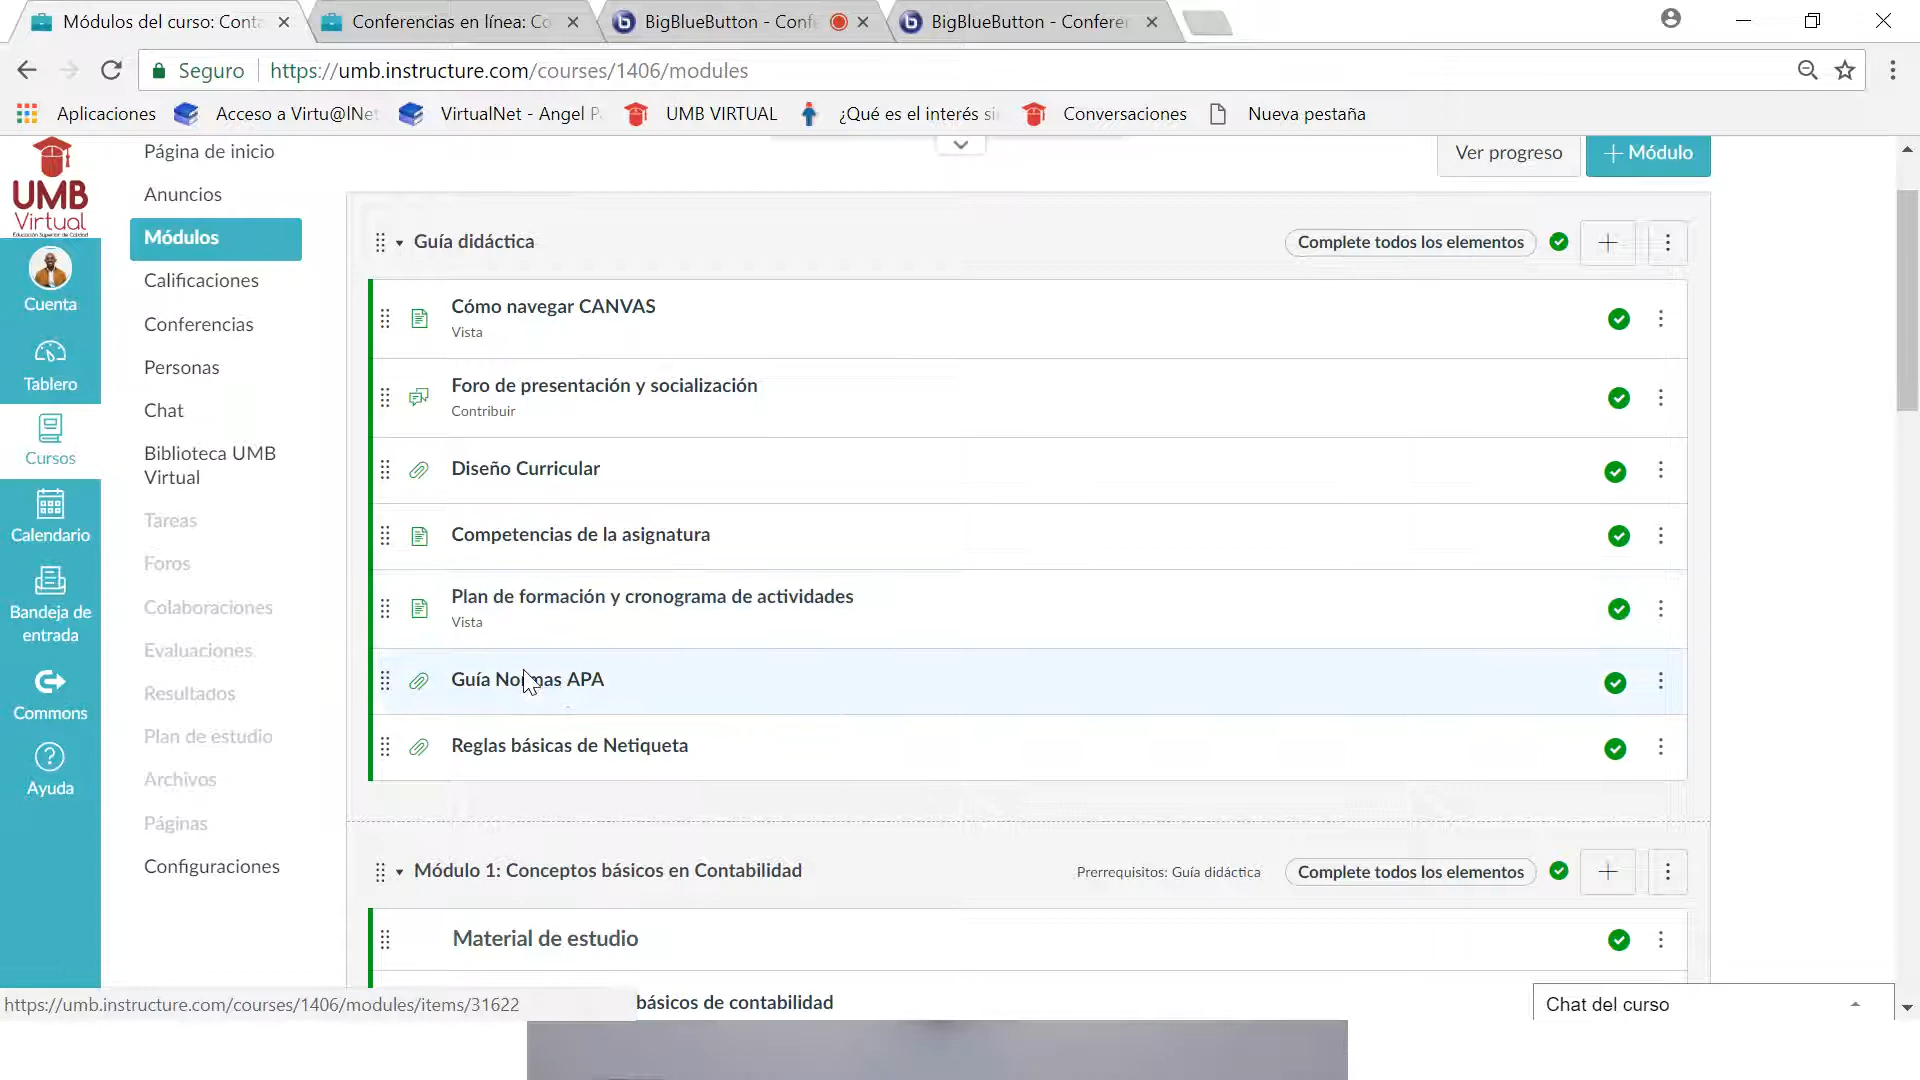 Módulos del curso: Conta
Conferencias en línea: Co
BigBlueButton - Confe
BigBlueButton - Conferen
Seguro
https://umb.instructure.com/courses/1406/modules
Aplicaciones
Acceso a Virtu@lNet
VirtualNet - Angel P
UMB VIRTUAL
¿Qué es el interés si
Conversaciones
Nueva pestaña
UMB
Virtual
Cuenta
Tablero
Cursos
Calendario
Bandeja de
entrada
Commons
Ayuda
Página de inicio
Anuncios
Módulos
Calificaciones
Conferencias
Personas
Chat
Biblioteca UMB
Virtual
Tareas
Foros
Colaboraciones
Evaluaciones
Resultados
Plan de estudio
Archivos
Páginas
Configuraciones
Ver progreso
+ Módulo
Guía didáctica
Complete todos los elementos
Cómo navegar CANVAS
Vista
Foro de presentación y socialización
Contribuir
Diseño Curricular
Competencias de la asignatura
Plan de formación y cronograma de actividades
Vista
Guía Normas APA
Reglas básicas de Netiqueta
Módulo 1: Conceptos básicos en Contabilidad
Prerrequisitos: Guía didáctica
Complete todos los elementos
Material de estudio
básicos de contabilidad
https://umb.instructure.com/courses/1406/modules/items/31622
Chat del curso